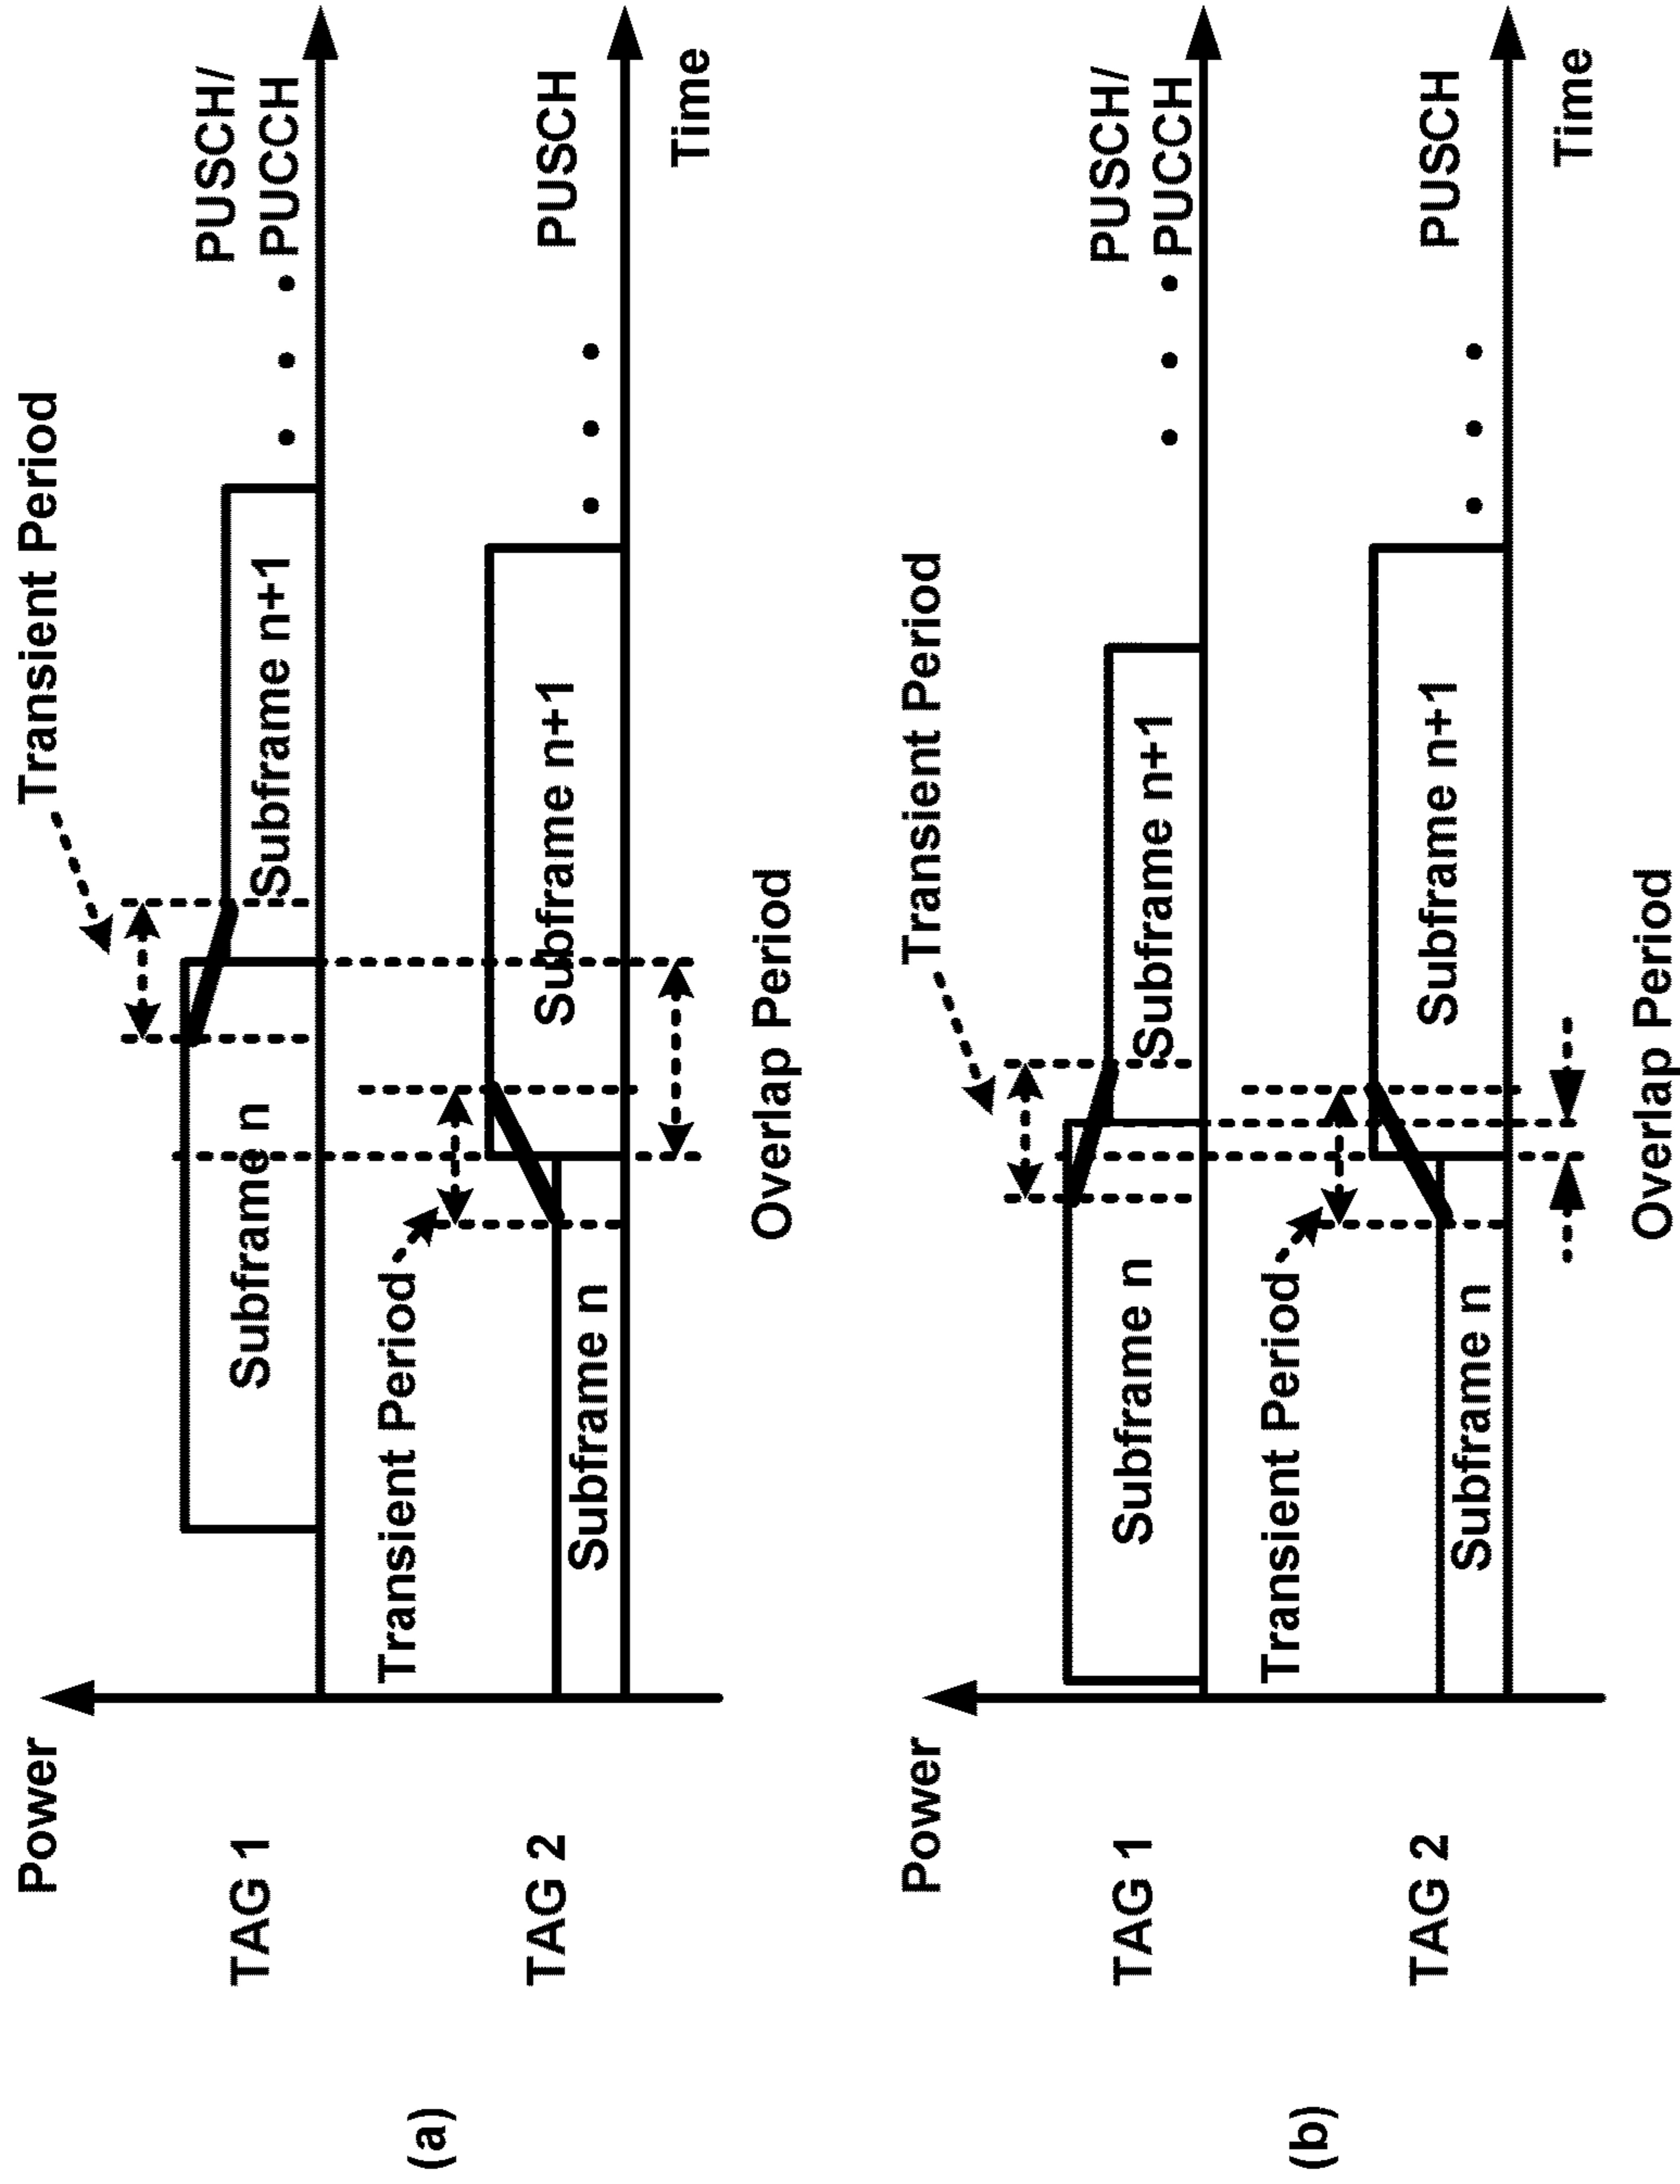 (a)
Power
Transient Period
TAG 1
Subframe n
Subframe n+1
PUSCH/
PUCCH
Transient Period
TAG 2
Subframe n
Subframe n+1
PUSCH
Time
Overlap Period
(b)
Power
Transient Period
TAG 1
Subframe n
Subframe n+1
PUSCH/
PUCCH
Transient Period
TAG 2
Subframe n
Subframe n+1
PUSCH
Time
Overlap Period